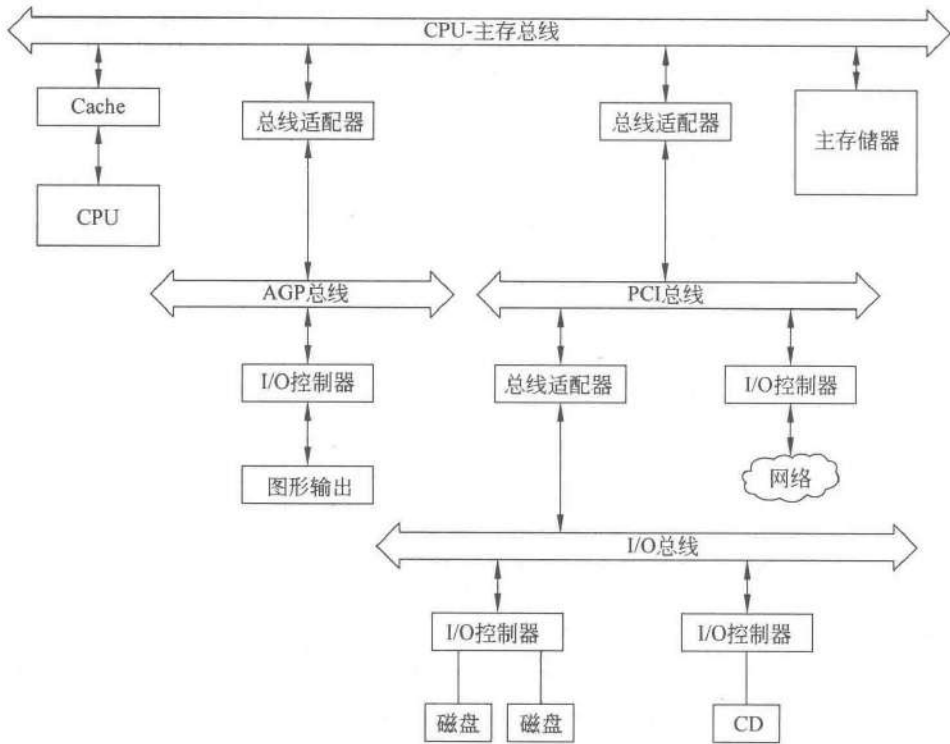 CPU-主存总线
Cache
总线适配器
总线适配器
主存储器
CPU
AGP总线
PCI总线
I/O控制器
总线适配器
I/O控制器
图形输出
网络
I/O总线
I/O控制器
I/O控制器
磁盘
磁盘
CD